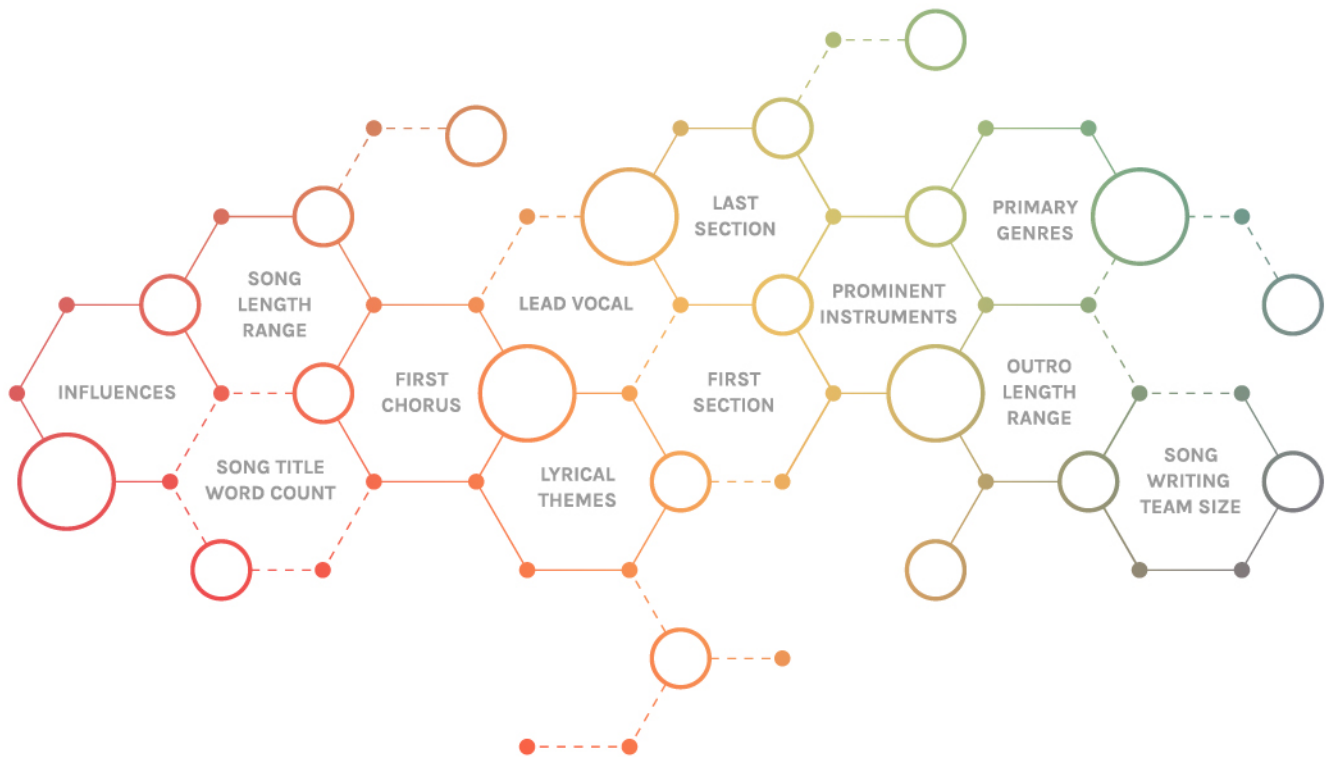 INFLUENCES
SONG
LENGTH
RANGE
SONG TITLE
WORD COUNT
FIRST
CHORUS
LEAD VOCAL
LYRICAL
THEMES
LAST
SECTION
FIRST
SECTION
PROMINENT
INSTRUMENTS
PRIMARY
GENRES
OUTRO
LENGTH
RANGE
SONG
WRITING
TEAM SIZE